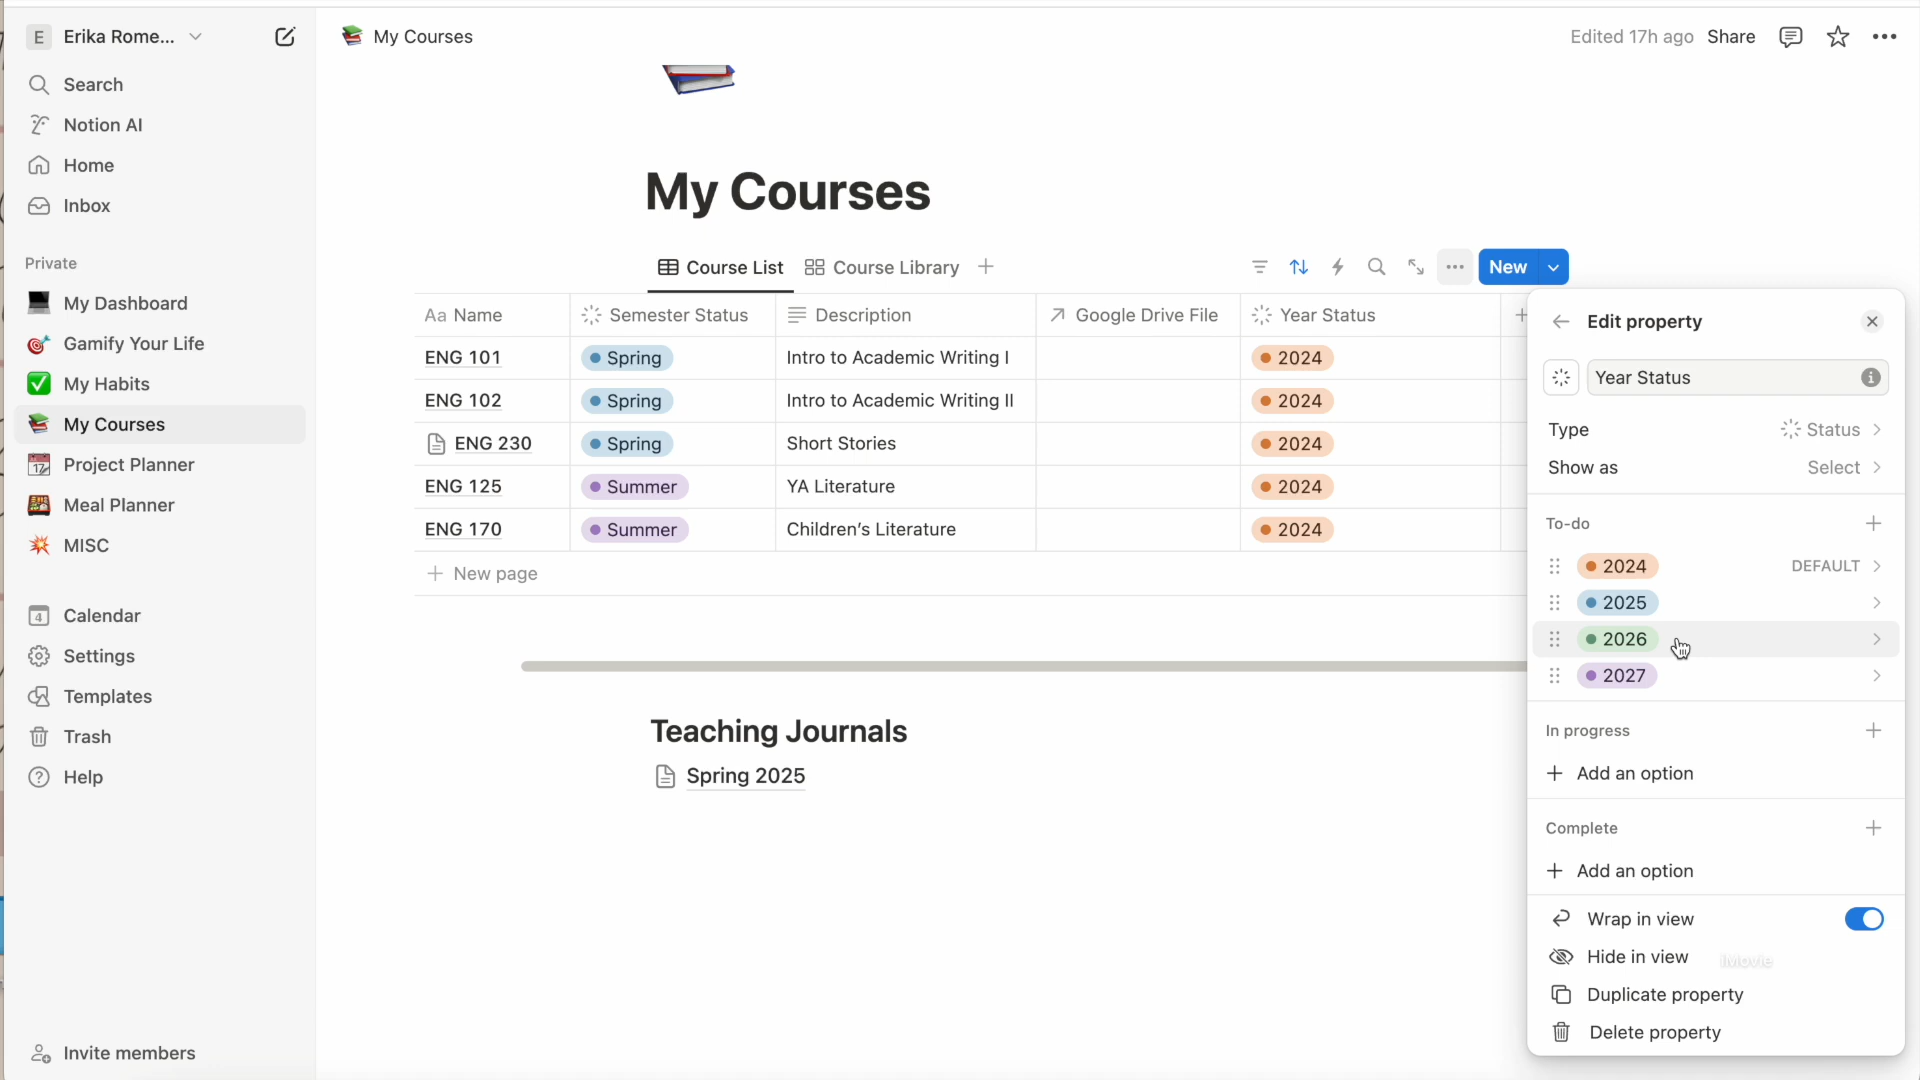 E Erika Rome...
Search
Notion AI
Home
Inbox
Private
My Dashboard
Gamify Your Life
My Habits
My Courses
Project Planner
Meal Planner
MISC
4 Calendar
Settings
Templates
Trash
Help
Invite members
My Courses
Edited 17h ago Share
My Courses
Course List Course Library
New
Aa Name Semester Status Description Google Drive File Year Status
ENG 101 Spring Intro to Academic Writing I 2024
ENG 102 Spring Intro to Academic Writing II 2024
ENG 230 Spring Short Stories 2024
ENG 125 Summer YA Literature 2024
ENG 170 Summer Children's Literature 2024
+ New page
Teaching Journals
Spring 2025
Edit property
Year Status
Type Status
Show as Select
To-do
2024 DEFAULT
2025
2026
2027
In progress
+ Add an option
Complete
+ Add an option
Wrap in view
Hide in view
iMovie
Duplicate property
Delete property